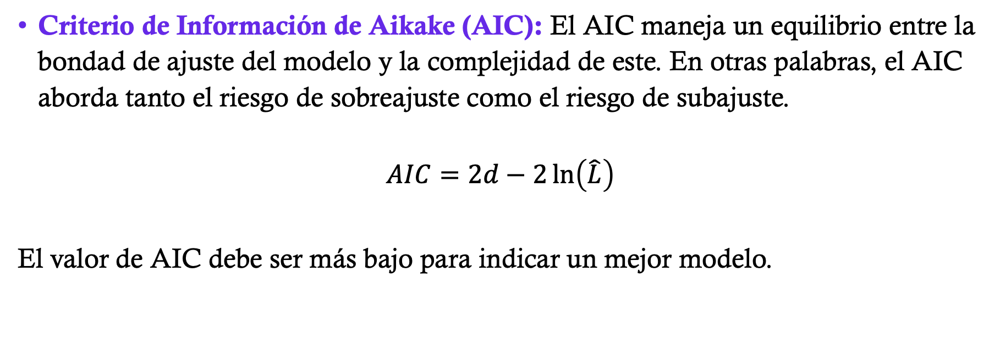 • Criterio de Información de Aikake (AIC): El AIC maneja un equilibrio entre la
bondad de ajuste del modelo y la complejidad de este. En otras palabras, el AIC
aborda tanto el riesgo de sobreajuste como el riesgo de subajuste.
AIC = 2d − 2 ln(L̂)
El valor de AIC debe ser más bajo para indicar un mejor modelo.